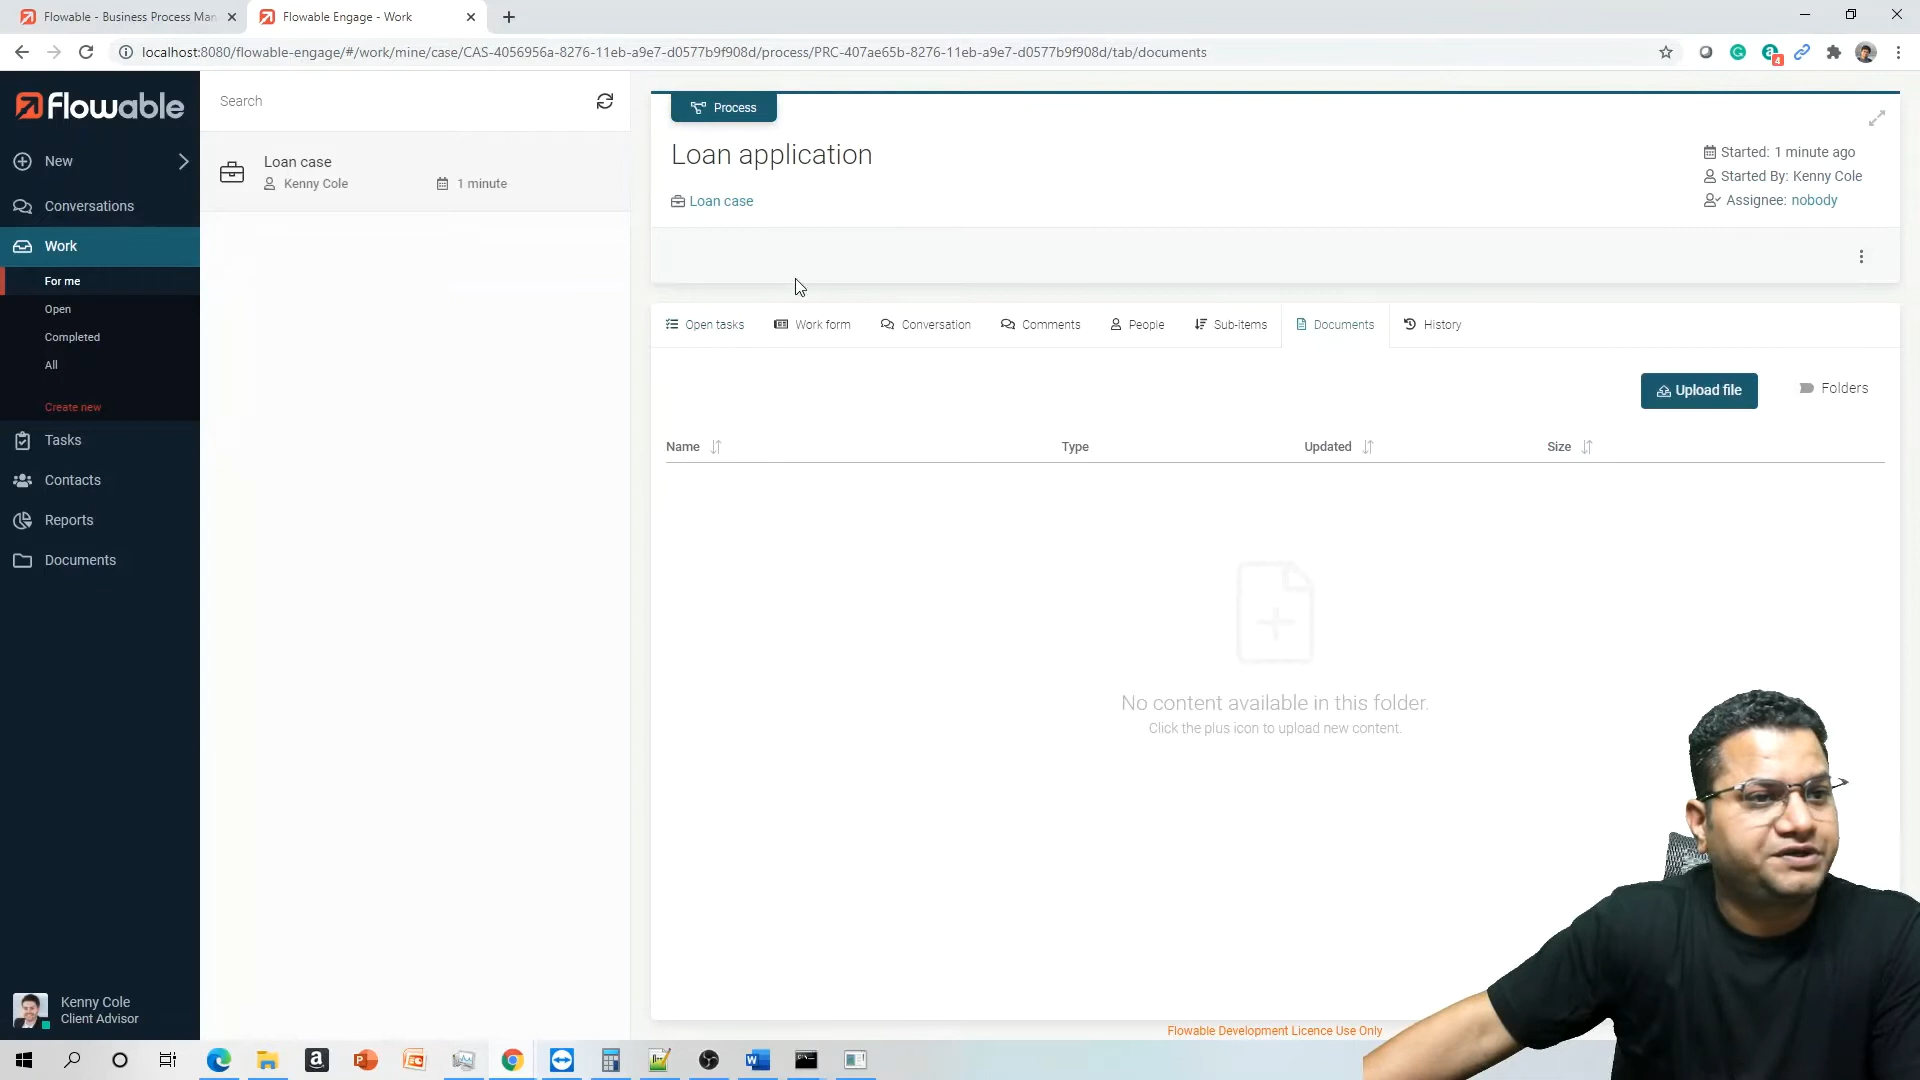 Flowable - Business Process Man
Flowable Engage - Work
localhost:8080/flowable-engage/#/work/mine/case/CAS-4056956a-8276-11eb-a9e7-d0577b9f908d/process/PRC-407ae65b-8276-11eb-a9e7-d0577b9f908d/tab/documents
4
Flowable
New
Conversations
Work
For me
Open
Completed
All
Create new
Tasks
Contacts
Reports
Documents
Kenny Cole
Client Advisor
Search
Loan case
Kenny Cole
1 minute
Process
Loan application
Loan case
Started: 1 minute ago
Started By: Kenny Cole
Assignee: nobody
Open tasks
Work form
Conversation
Comments
People
Sub-items
Documents
History
Upload file
Folders
Name
Type
Updated
Size
No content available in this folder.
Click the plus icon to upload new content.
Flowable Development Licence Use Only